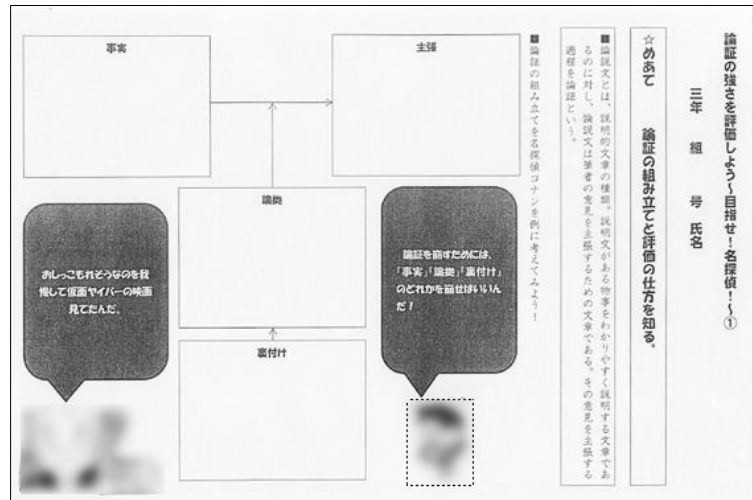 論証の強さを評価しよう~目指せ!名探偵!~①
三年 組 号 氏名
☆めあて 論証の組み立てと評価の仕方を知る。
■論説文とは、説明的文章の種類。説明文がある物事をわかりやすく説明する文章であ
るのに対し、論説文は筆者の意見を主張するための文章である。その意見を主張する
過程を論証という。
■論証の組み立てを名探偵コナンを例に考えてみよう!
主張
事実
論拠
裏付け
論証を崩すためには、
「事実」「論拠」「裏付け」
のどれかを崩せばいいん
だ!
おしっこもれそうなのを我
慢して仮面ヤイバーの映画
見てたんだ。